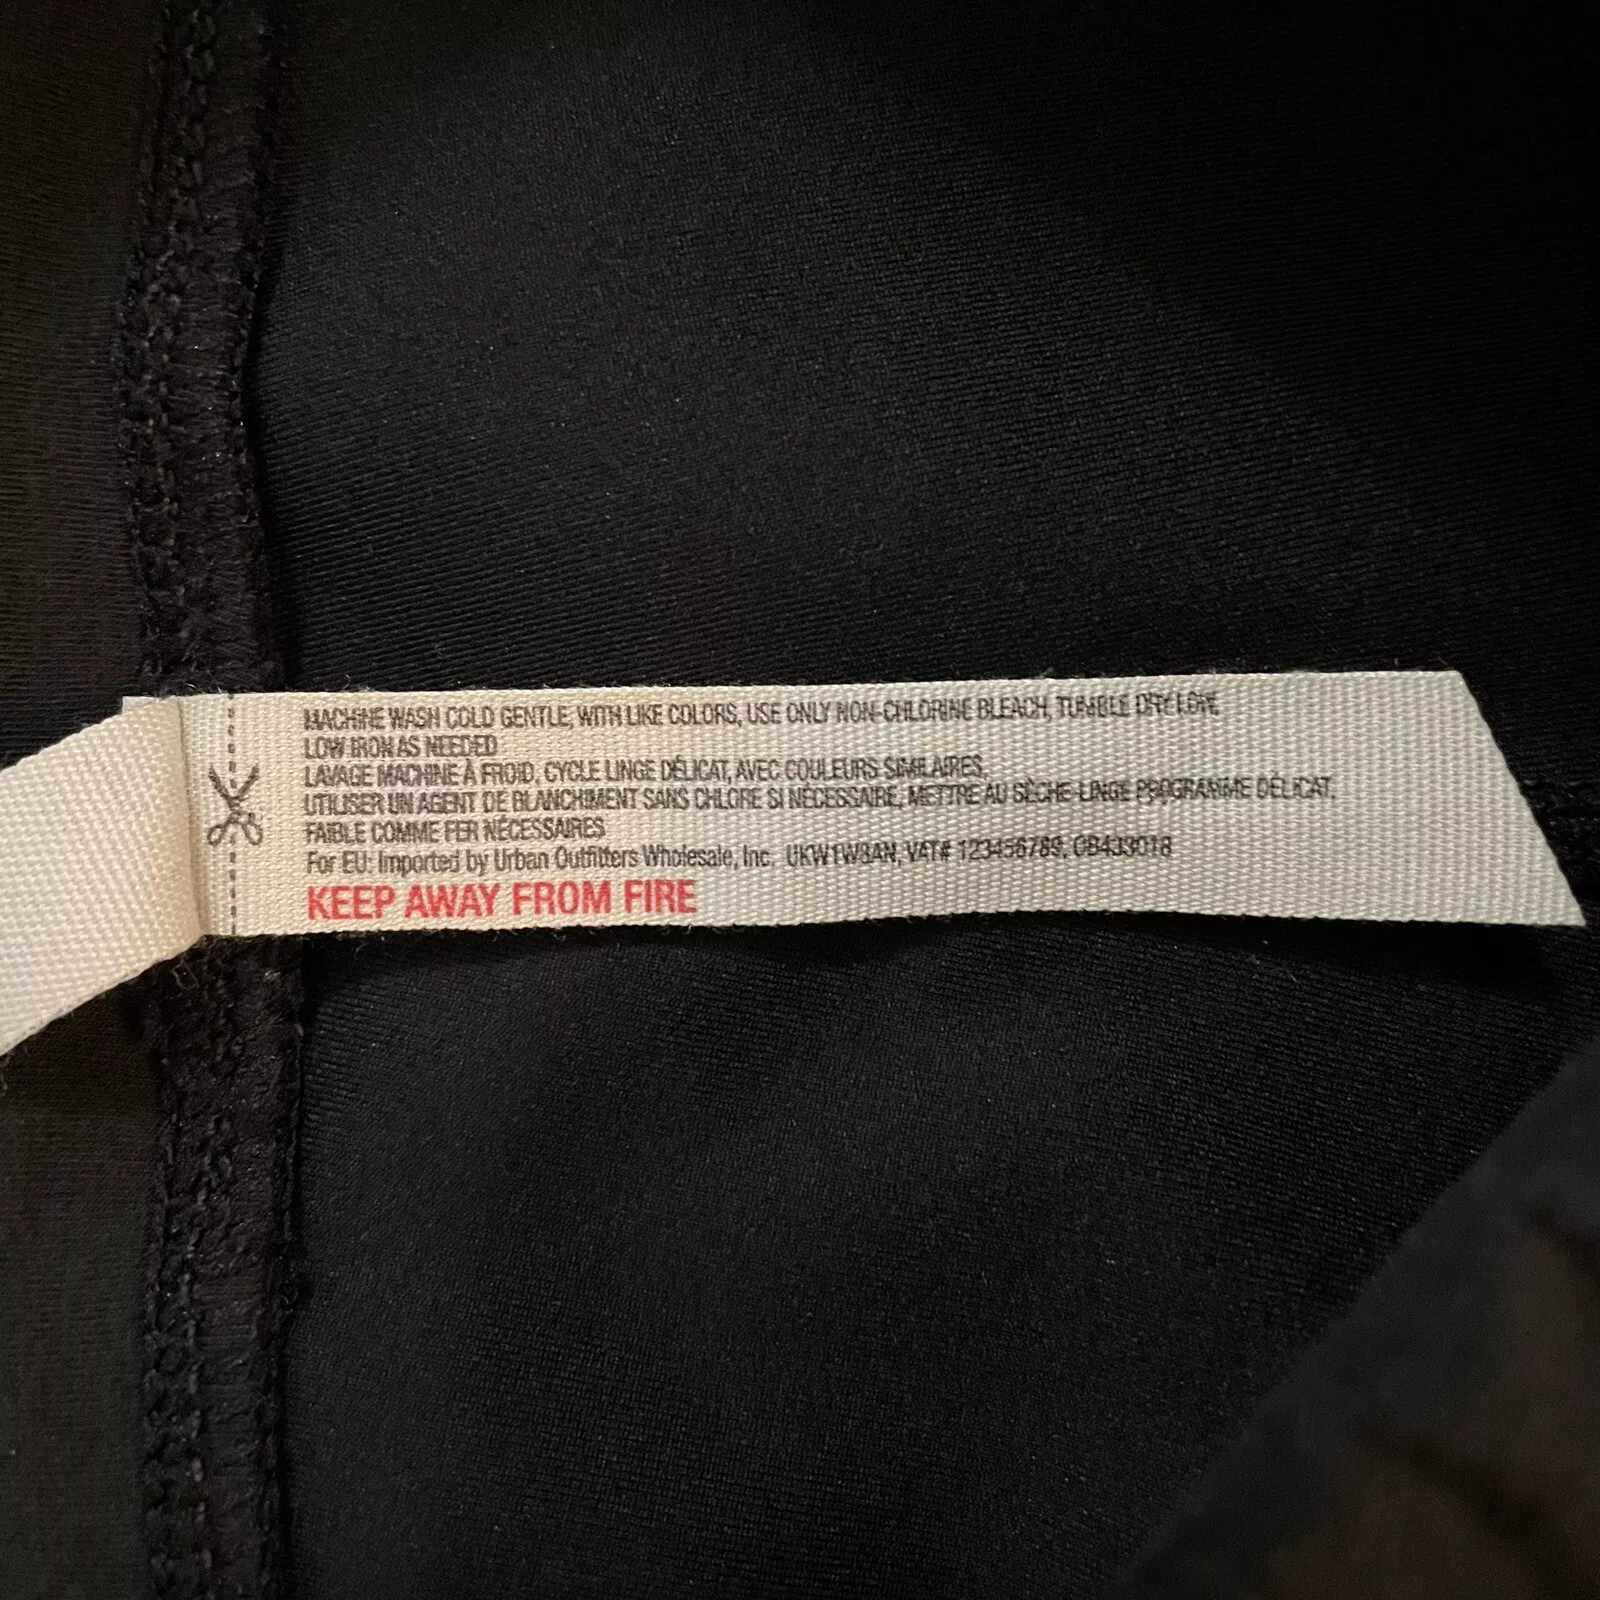 MACHINE WASH COLD GENTLE, WITH LIKE COLORS, USE ONLY NON-CHLORINE BLEACH, TUMBLE DRY LOW,
LOW IRON AS NEEDED
LAVAGE MACHINE À FROID, CYCLE LINGE DÉLICAT, AVEC COULEURS SIMILAIRES,
UTILISER UN AGENT DE BLANCHIMENT SANS CHLORE SI NÉCESSAIRE, METTRE AU SÈCHE-LINGE PROGRAMME DÉLICAT.
FAIBLE COMME FER NÉCESSAIRES
For EU: Imported by Urban Outfitters Wholesale, Inc. UKW1W8AN, VAT# 123456789, GB433018
KEEP AWAY FROM FIRE